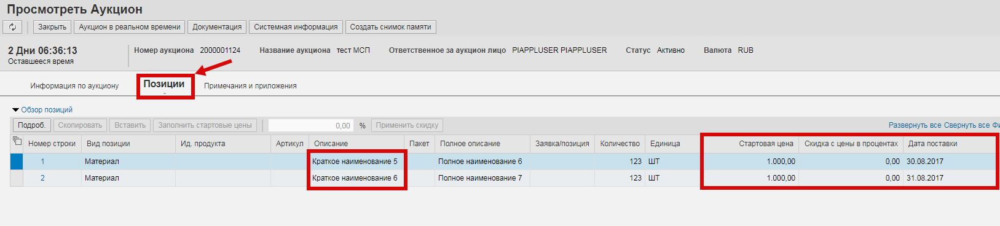 Просмотреть Аукцион
Закрыть Аукцион в реальном времени Документация Системная информация Создать снимок памяти
2 Дни 06:36:13 Номер аукциона 2000001124 Название аукциона тест МСП Ответственное за аукцион лицо PIAPPLUSER PIAPPLUSER Статус Активно Валюта RUB
Оставшееся время
Информация по аукциону Позиции Примечания и приложения
Обзор позиций
Подроб. Скопировать Вставить Заполнить стартовые цены 0,00 % Применить скидку Развернуть все Свернуть все Фи
Номер строки Вид позиции Ид. продукта Артикул Описание Пакет Полное описание Заявка/позиция Количество Единица Стартовая цена Скидка с цены в процентах Дата поставки
1 Материал Краткое наименование 5 Полное наименование 6 123 ШТ 1.000,00 0,00 30.08.2017
2 Материал Краткое наименование 6 Полное наименование 7 123 ШТ 1.000,00 0,00 31.08.2017